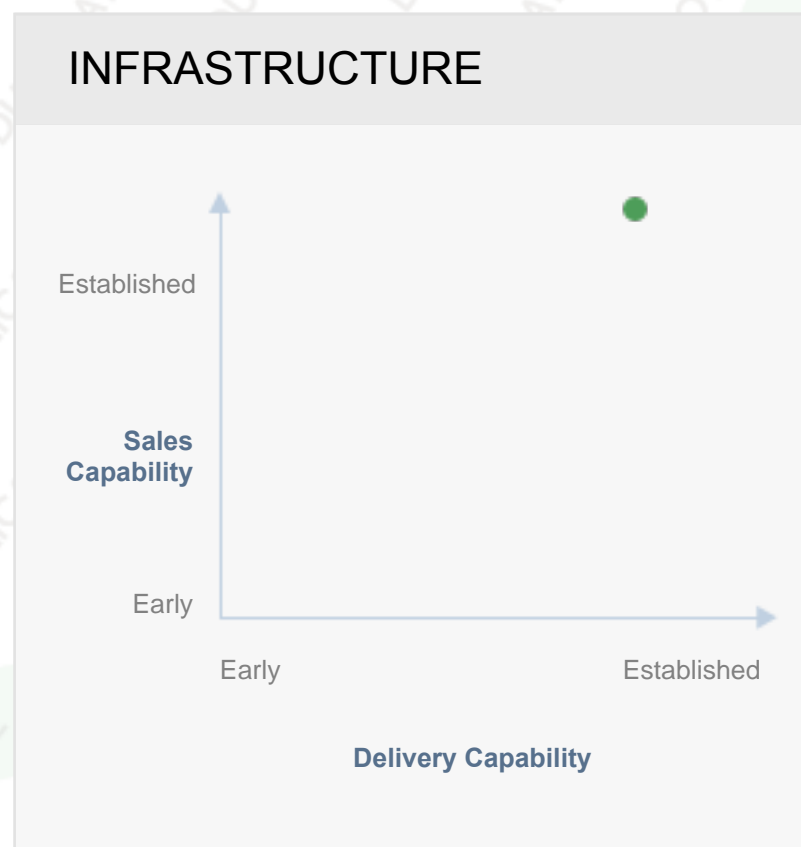 INFRASTRUCTURE
Established
Sales
Capability
Early
Early Established
Delivery Capability